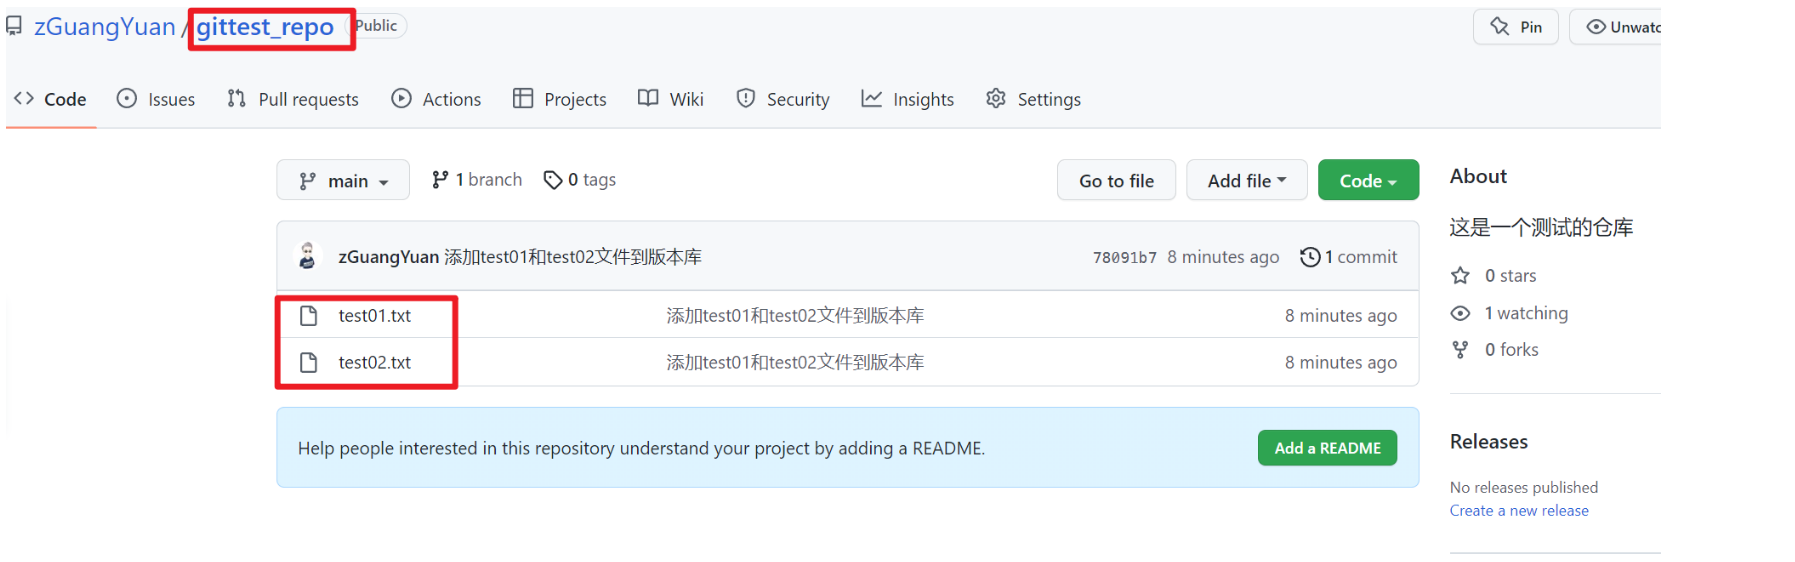 zGuangYuan / gittest_repo Public Pin Unwatc
Code Issues Pull requests Actions Projects Wiki Security Insights Settings
main 1 branch 0 tags Go to file Add file Code
About
这是一个测试的仓库
zGuangYuan 添加test01和test02文件到版本库 78091b7 8 minutes ago 1 commit
0 stars
test01.txt 添加test01和test02文件到版本库 8 minutes ago
1 watching
test02.txt 添加test01和test02文件到版本库 8 minutes ago
0 forks
Help people interested in this repository understand your project by adding a README. Add a README
Releases
No releases published
Create a new release